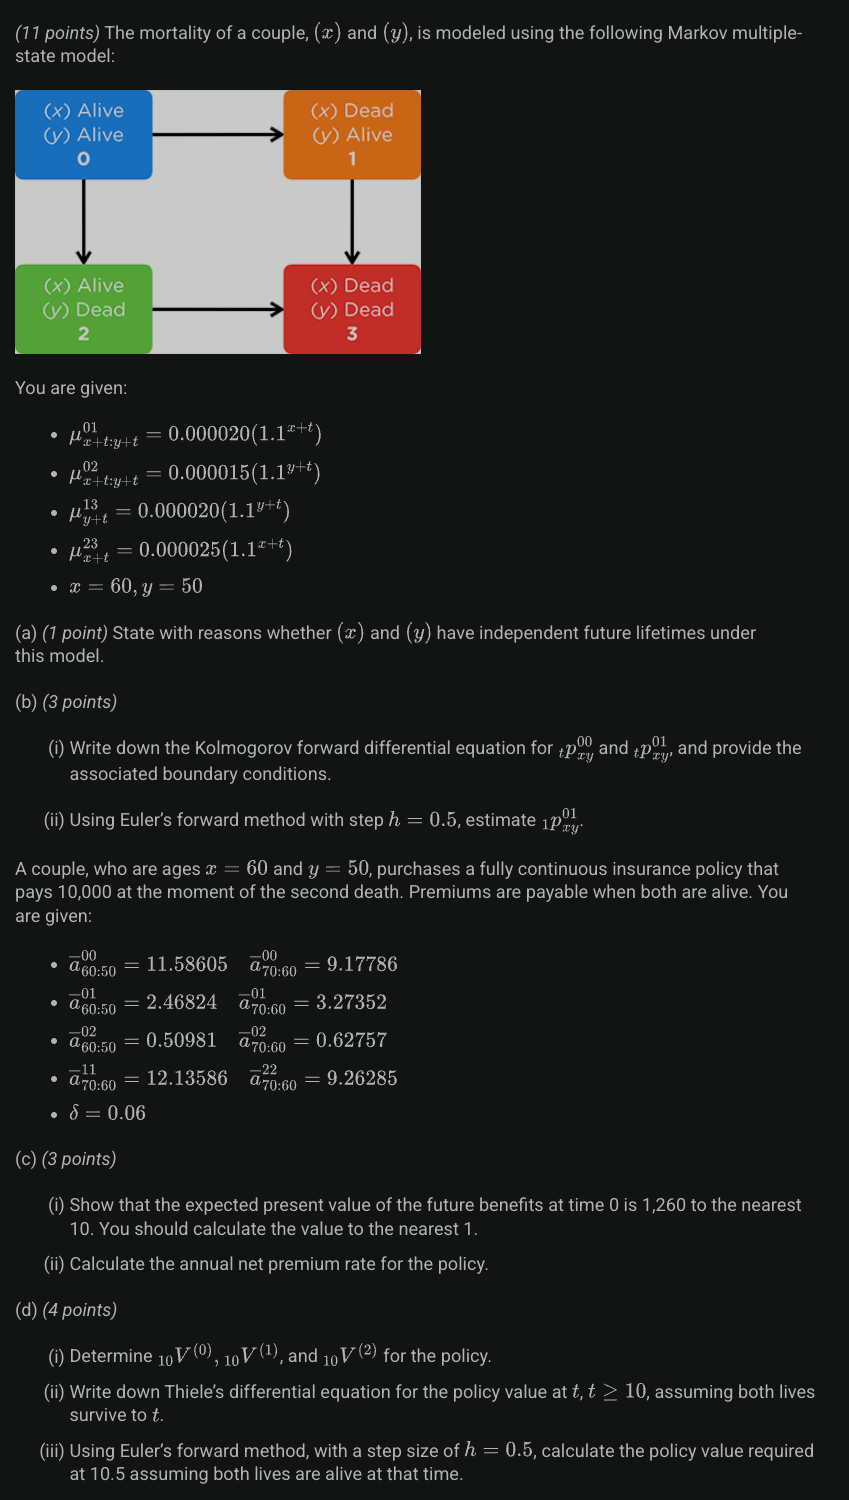 (11 points) The mortality of a couple, (x) and (y), is modeled using the following Markov multiple-
state model:
(x) Alive
(y) Alive
0
(x) Dead
(y) Alive
1
(x) Alive
(y) Dead
2
(x) Dead
(y) Dead
3
You are given:
• μ^{01}_{x+t:y+t} = 0.000020(1.1^{x+t})
• μ^{02}_{x+t:y+t} = 0.000015(1.1^{y+t})
• μ^{13}_{y+t} = 0.000020(1.1^{y+t})
• μ^{23}_{x+t} = 0.000025(1.1^{x+t})
• x = 60, y = 50
(a) (1 point) State with reasons whether (x) and (y) have independent future lifetimes under
this model.
(b) (3 points)
(i) Write down the Kolmogorov forward differential equation for _tp^{00}_{xy} and _tp^{01}_{xy}, and provide the
associated boundary conditions.
(ii) Using Euler’s forward method with step h = 0.5, estimate _1p^{01}_{xy}.
A couple, who are ages x = 60 and y = 50, purchases a fully continuous insurance policy that
pays 10,000 at the moment of the second death. Premiums are payable when both are alive. You
are given:
• ā^{00}_{60:50} = 11.58605 ā^{00}_{70:60} = 9.17786
• ā^{01}_{60:50} = 2.46824 ā^{01}_{70:60} = 3.27352
• ā^{02}_{60:50} = 0.50981 ā^{02}_{70:60} = 0.62757
• ā^{11}_{70:60} = 12.13586 ā^{22}_{70:60} = 9.26285
• δ = 0.06
(c) (3 points)
(i) Show that the expected present value of the future benefits at time 0 is 1,260 to the nearest
10. You should calculate the value to the nearest 1.
(ii) Calculate the annual net premium rate for the policy.
(d) (4 points)
(i) Determine _{10}V^{(0)}, _{10}V^{(1)}, and _{10}V^{(2)} for the policy.
(ii) Write down Thiele’s differential equation for the policy value at t, t ≥ 10, assuming both lives
survive to t.
(iii) Using Euler’s forward method, with a step size of h = 0.5, calculate the policy value required
at 10.5 assuming both lives are alive at that time.